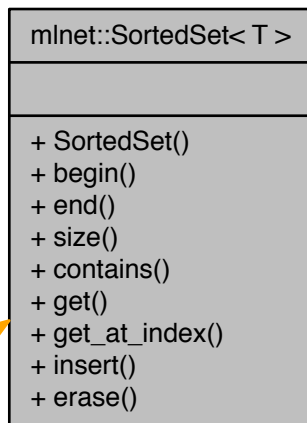 mlnet::SortedSet< T >
+ SortedSet()
+ begin()
+ end()
+ size()
+ contains()
+ get()
+ get_at_index()
+ insert()
+ erase()